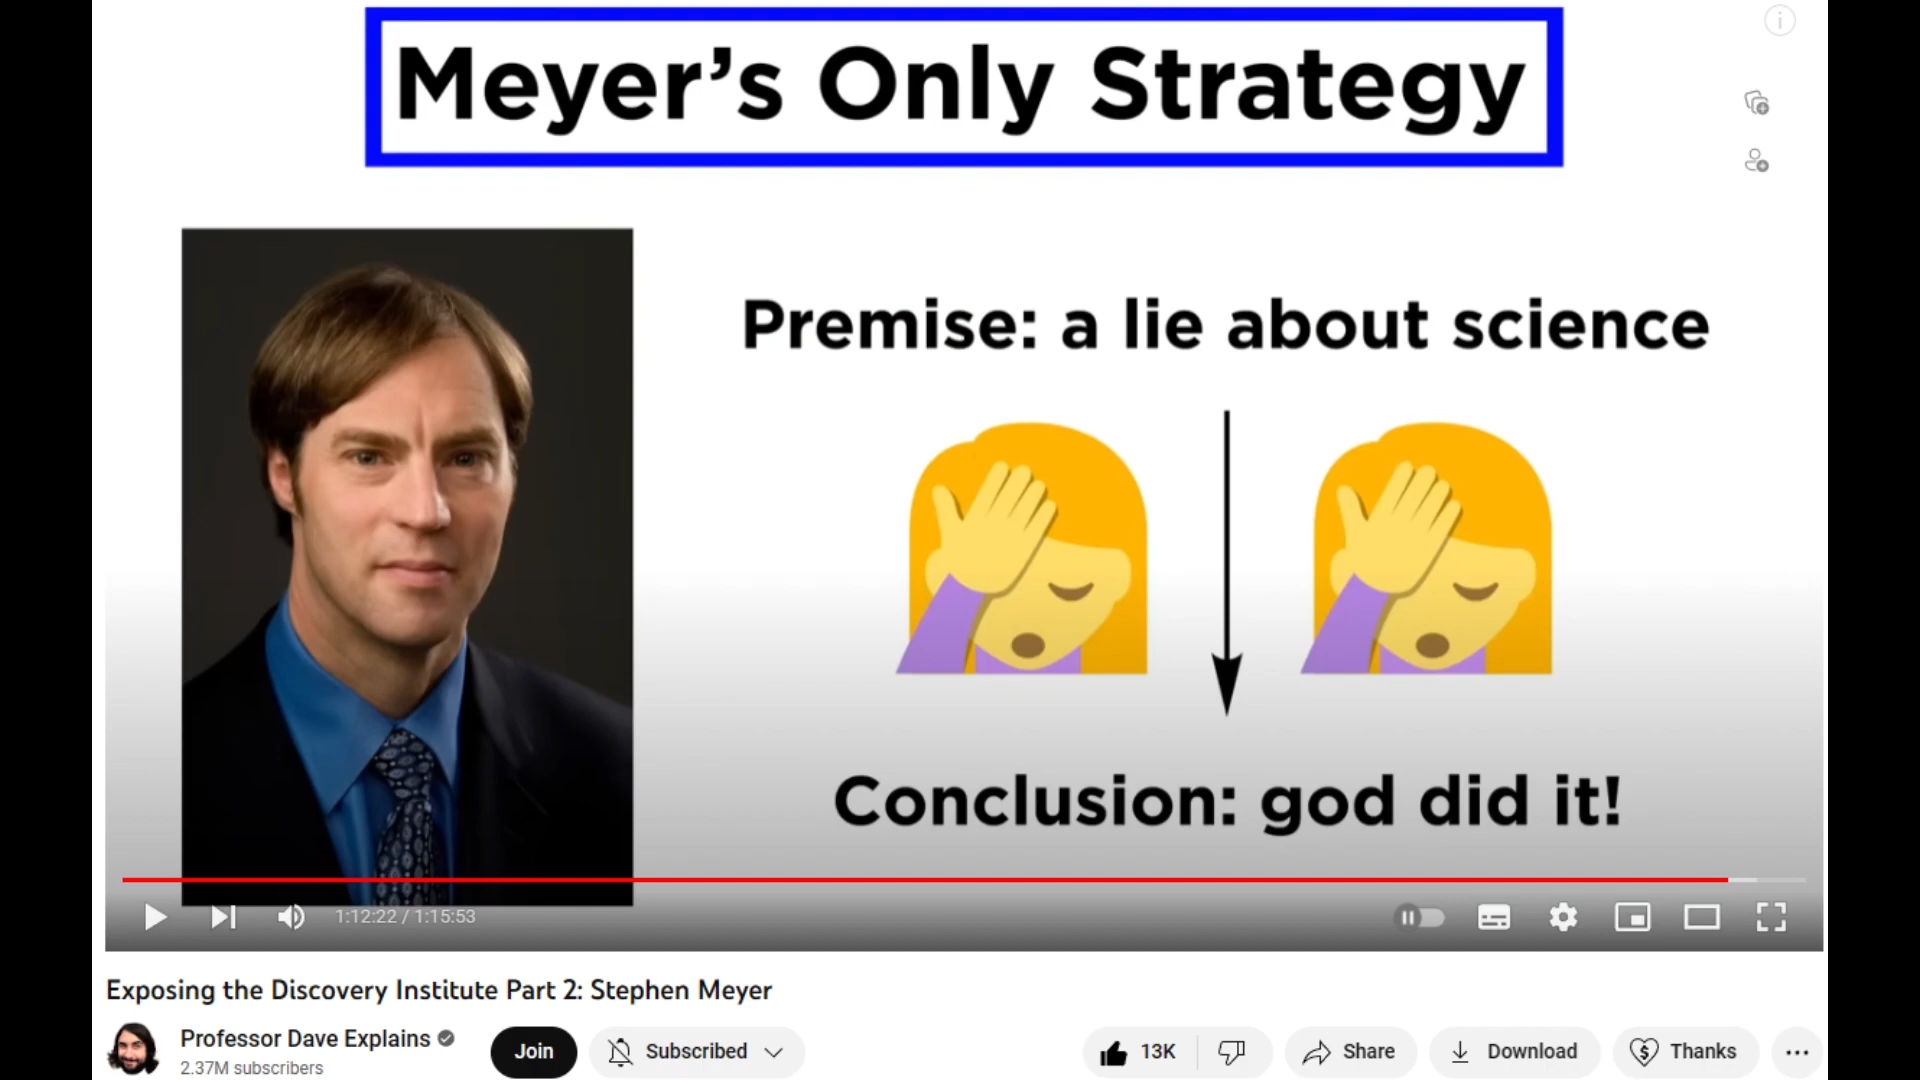 Meyer’s Only Strategy
Premise: a lie about science
Conclusion: god did it!
1:12:22 / 1:15:53
Exposing the Discovery Institute Part 2: Stephen Meyer
Professor Dave Explains
2.37M subscribers
Join
Subscribed
13K
Share
Download
Thanks